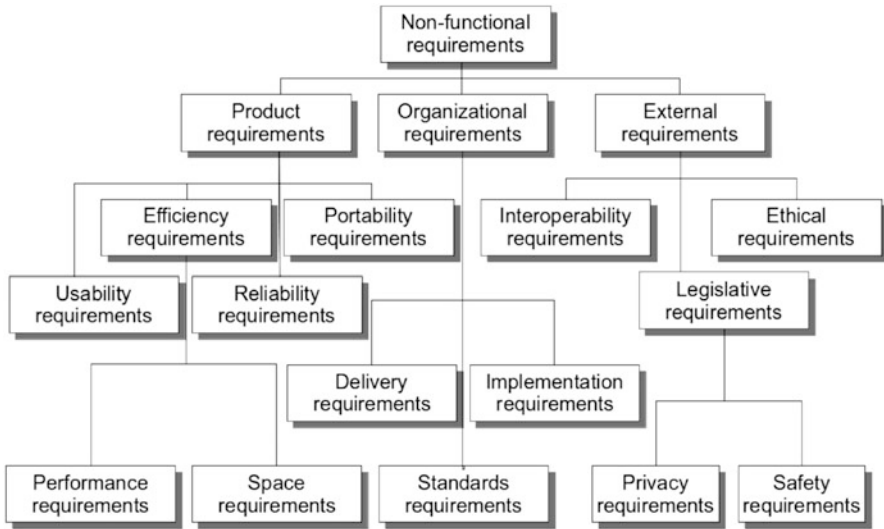 Non-functional
requirements
Product
requirements
Organizational
requirements
External
requirements
Efficiency
requirements
Portability
requirements
Interoperability
requirements
Ethical
requirements
Usability
requirements
Reliability
requirements
Legislative
requirements
Delivery
requirements
Implementation
requirements
Performance
requirements
Space
requirements
Standards
requirements
Privacy
requirements
Safety
requirements